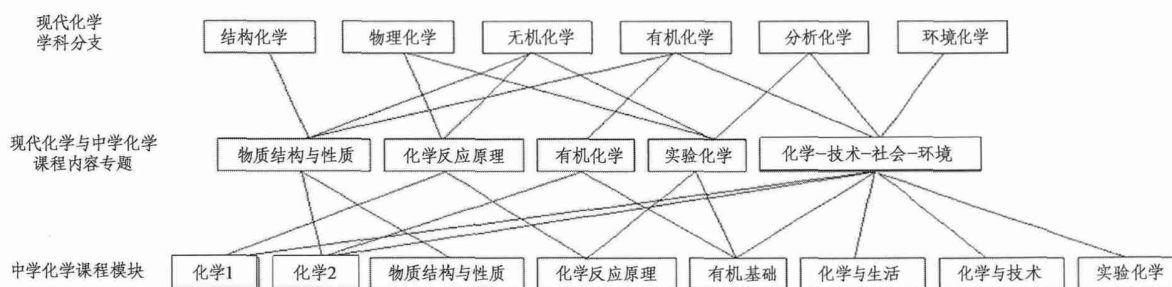 现代化学
学科分支
结构化学
物理化学
无机化学
有机化学
分析化学
环境化学
现代化学与中学化学
课程内容专题
物质结构与性质
化学反应原理
有机化学
实验化学
化学-技术-社会-环境
中学化学课程模块
化学1
化学2
物质结构与性质
化学反应原理
有机基础
化学与生活
化学与技术
实验化学